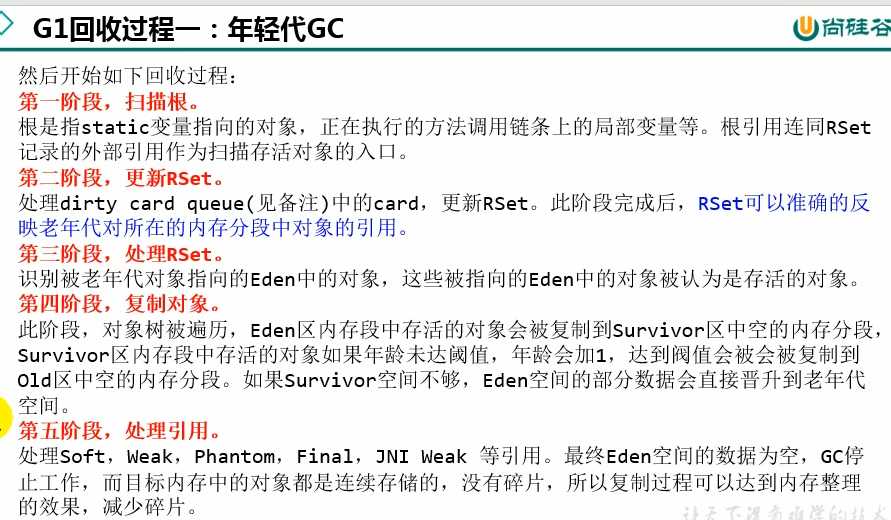 G1回收过程一：年轻代GC
尚硅谷
然后开始如下回收过程：
第一阶段，扫描根。
根是指static变量指向的对象，正在执行的方法调用链条上的局部变量等。根引用连同RSet
记录的外部引用作为扫描存活对象的入口。
第二阶段，更新RSet。
处理dirty card queue(见备注)中的card，更新RSet。此阶段完成后，RSet可以准确的反
映老年代对所在的内存分段中对象的引用。
第三阶段，处理RSet。
识别被老年代对象指向的Eden中的对象，这些被指向的Eden中的对象被认为是存活的对象。
第四阶段，复制对象。
此阶段，对象树被遍历，Eden区内存段中存活的对象会被复制到Survivor区中空的内存分段，
Survivor区内存段中存活的对象如果年龄未达阈值，年龄会加1，达到阀值会被会被复制到
Old区中空的内存分段。如果Survivor空间不够，Eden空间的部分数据会直接晋升到老年代
空间。
第五阶段，处理引用。
处理Soft，Weak，Phantom，Final，JNI Weak 等引用。最终Eden空间的数据为空，GC停
止工作，而目标内存中的对象都是连续存储的，没有碎片，所以复制过程可以达到内存整理
的效果，减少碎片。
让天下没有难学的技术